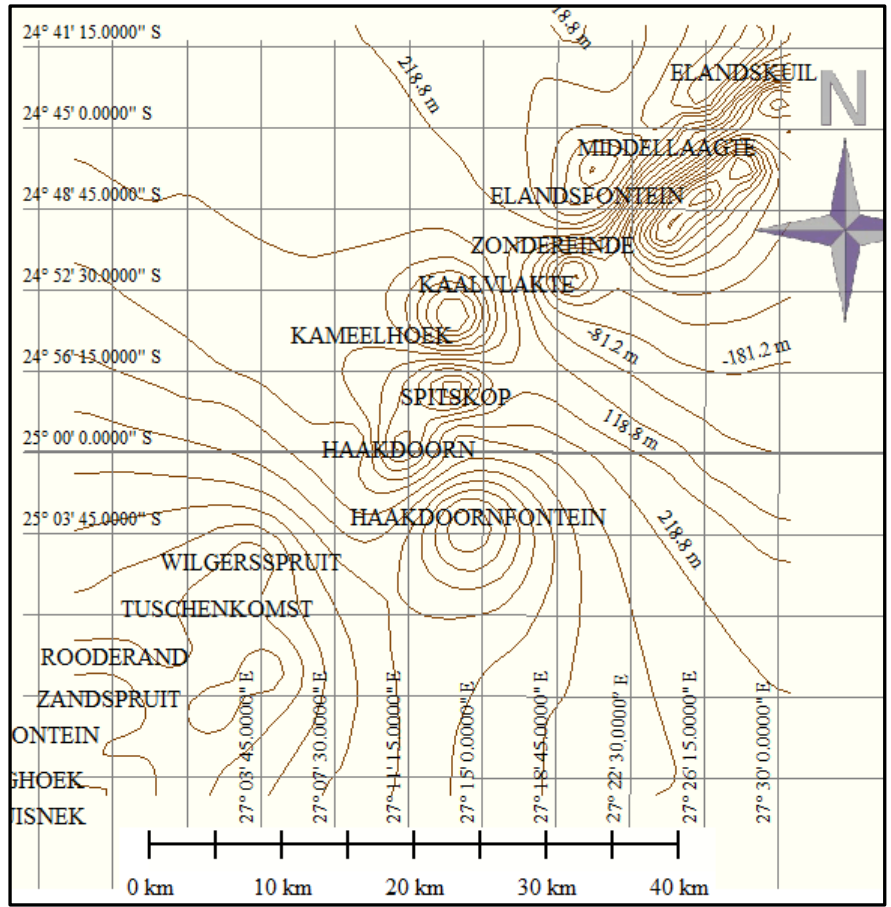 24° 41' 15.0000" S
218.8 m
18.8 m
ELANDSKUIL
N
24° 45' 0.0000" S
MIDDELLAAGTE
24° 48' 45.0000" S
ELANDSFONTEIN
ZONDEREINDE
24° 52' 30.0000" S
KAALVLAKTE
KAMEELHOEK
-81.2 m
-181.2 m
24° 56' 15.0000" S
SPITSKOP
118.8 m
25° 00' 0.0000" S
HAAKDOORN
25° 03' 45.0000" S
HAAKDOORNFONTEIN
218.8 m
WILGERSSPRUIT
TUSCHENKOMST
ROODERAND
ZANDSPRUIT
ONTEIN
GHOEK
JISNEK
27° 03' 45.0000" E
27° 07' 30.0000" E
27° 11' 15.0000" E
27° 15' 0.0000" E
27° 18' 45.0000" E
27° 22' 30.0000" E
27° 26' 15.0000" E
27° 30' 0.0000" E
0 km 10 km 20 km 30 km 40 km